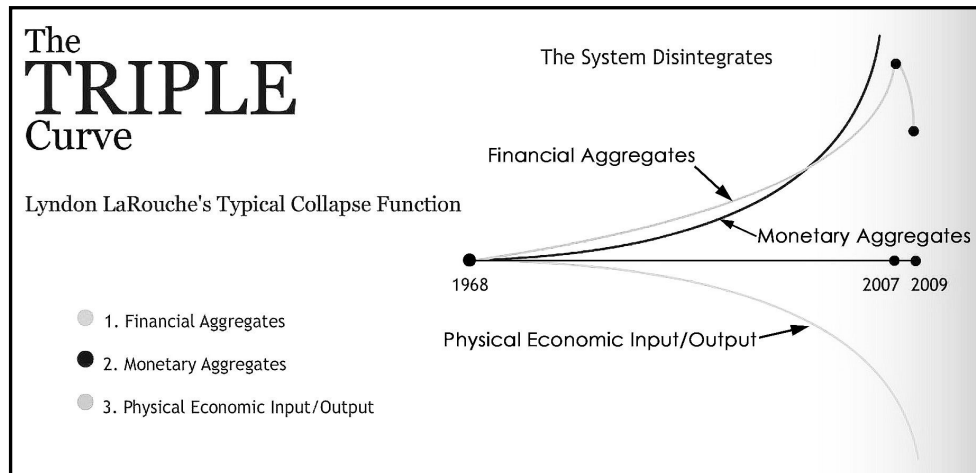 The
TRIPLE
Curve
Lyndon LaRouche's Typical Collapse Function
The System Disintegrates
Financial Aggregates
Monetary Aggregates
1968
2007
2009
Physical Economic Input/Output
1. Financial Aggregates
2. Monetary Aggregates
3. Physical Economic Input/Output